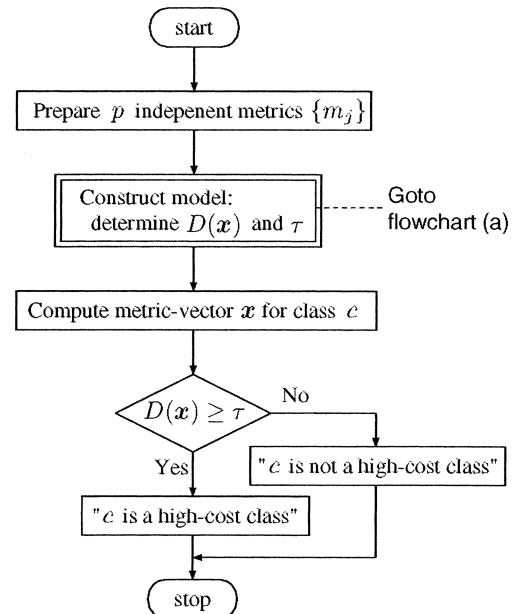 start
Prepare p indepenent metrics {m_j}
Construct model:
determine D(x) and τ
Goto
flowchart (a)
Compute metric-vector x for class c
D(x) ≥ τ
No
Yes
"c is not a high-cost class"
"c is a high-cost class"
stop